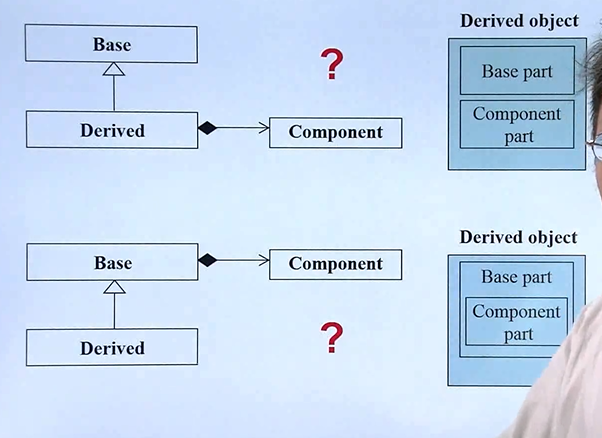 Base
Derived
Component
?
Derived object
Base part
Component
part
Base
Component
Derived
?
Derived object
Base part
Component
part